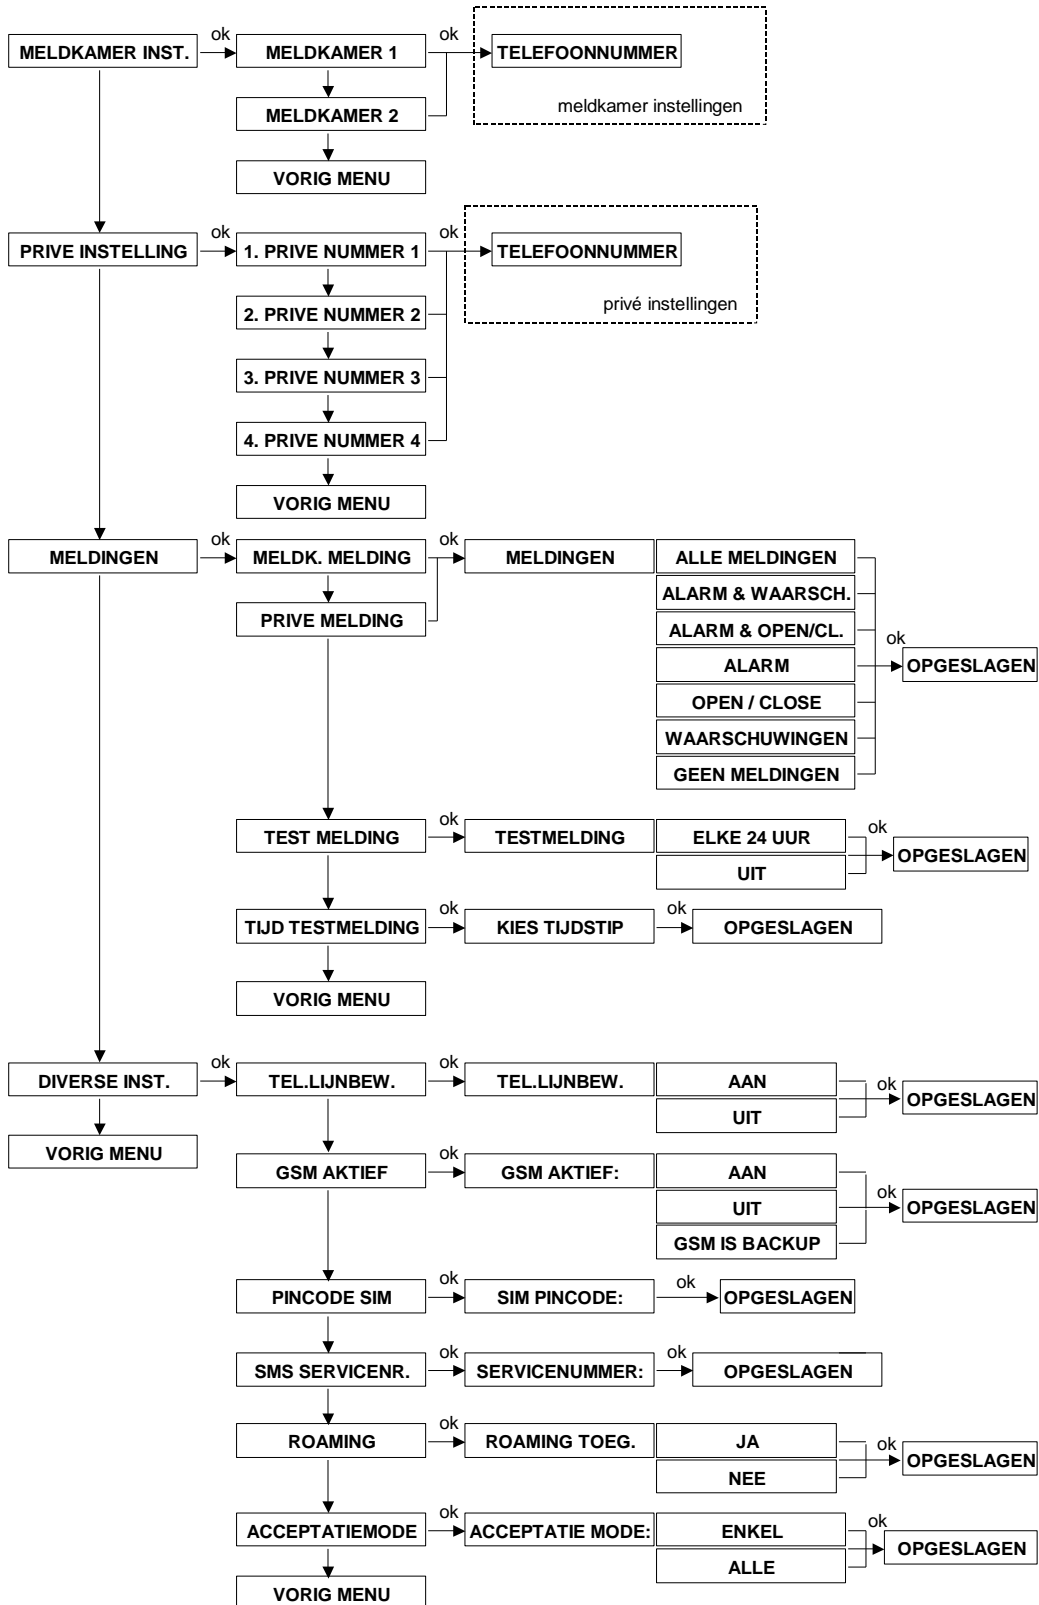 ok
ok
MELDKAMER INST.
MELDKAMER 1
TELEFOONNUMMER
meldkamer instellingen
MELDKAMER 2
VORIG MENU
ok
ok
PRIVE INSTELLING
1. PRIVE NUMMER 1
TELEFOONNUMMER
privé instellingen
2. PRIVE NUMMER 2
3. PRIVE NUMMER 3
4. PRIVE NUMMER 4
VORIG MENU
ok
ok
MELDINGEN
MELDK. MELDING
MELDINGEN
ALLE MELDINGEN
ALARM & WAARSCH.
PRIVE MELDING
ALARM & OPEN/CL.
ok
ALARM
OPGESLAGEN
OPEN / CLOSE
WAARSCHUWINGEN
GEEN MELDINGEN
ok
ok
TEST MELDING
TESTMELDING
ELKE 24 UUR
OPGESLAGEN
UIT
ok
ok
TIJD TESTMELDING
KIES TIJDSTIP
OPGESLAGEN
VORIG MENU
ok
ok
DIVERSE INST.
TEL.LIJNBEW.
TEL.LIJNBEW.
AAN
ok
OPGESLAGEN
UIT
VORIG MENU
ok
GSM AKTIEF
GSM AKTIEF:
AAN
ok
UIT
OPGESLAGEN
GSM IS BACKUP
ok
ok
PINCODE SIM
SIM PINCODE:
OPGESLAGEN
ok
ok
SMS SERVICENR.
SERVICENUMMER:
OPGESLAGEN
ok
ROAMING
ROAMING TOEG.
JA
ok
OPGESLAGEN
NEE
ok
ok
ACCEPTATIEMODE
ACCEPTATIE MODE:
ENKEL
OPGESLAGEN
ALLE
VORIG MENU